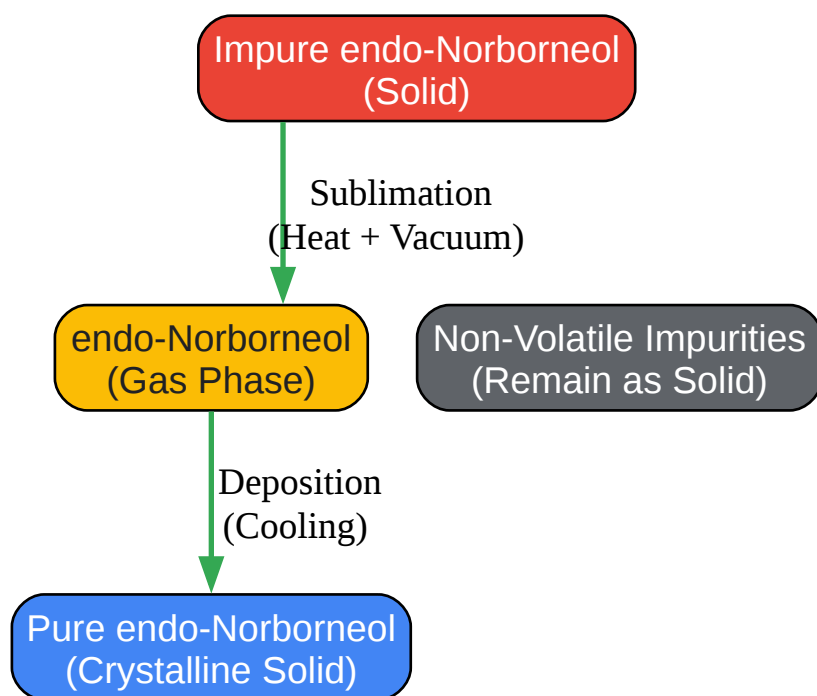 Impure endo-Norborneol
(Solid)
Sublimation
(Heat + Vacuum)
endo-Norborneol
(Gas Phase)
Non-Volatile Impurities
(Remain as Solid)
Deposition
(Cooling)
Pure endo-Norborneol
(Crystalline Solid)